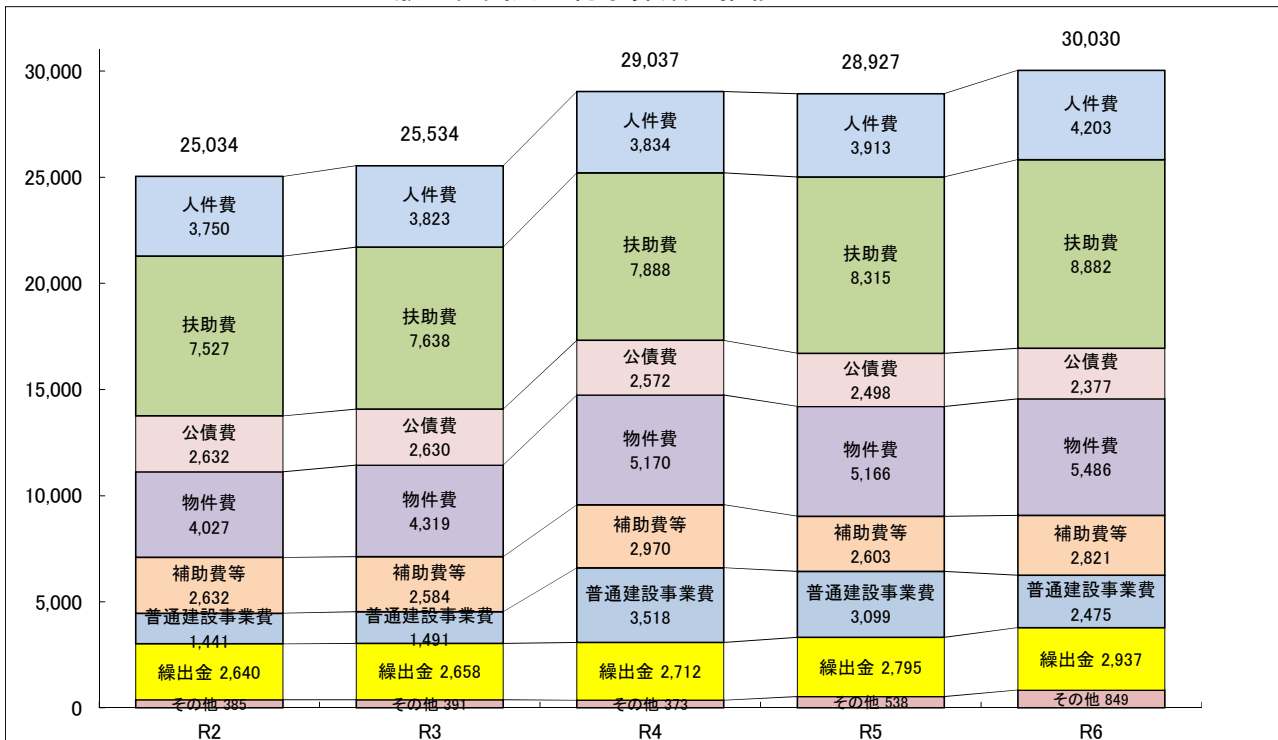 30,000
25,000
20,000
15,000
10,000
5,000
0
25,034
人件費
3,750
扶助費
7,527
公債費
2,632
物件費
4,027
補助費等
2,632
普通建設事業費
1,441
繰出金 2,640
その他 385
R2
25,534
人件費
3,823
扶助費
7,638
公債費
2,630
物件費
4,319
補助費等
2,584
普通建設事業費
1,491
繰出金 2,658
その他 391
R3
29,037
人件費
3,834
扶助費
7,888
公債費
2,572
物件費
5,170
補助費等
2,970
普通建設事業費
3,518
繰出金 2,712
その他 373
R4
28,927
人件費
3,913
扶助費
8,315
公債費
2,498
物件費
5,166
補助費等
2,603
普通建設事業費
3,099
繰出金 2,795
その他 538
R5
30,030
人件費
4,203
扶助費
8,882
公債費
2,377
物件費
5,486
補助費等
2,821
普通建設事業費
2,475
繰出金 2,937
その他 849
R6